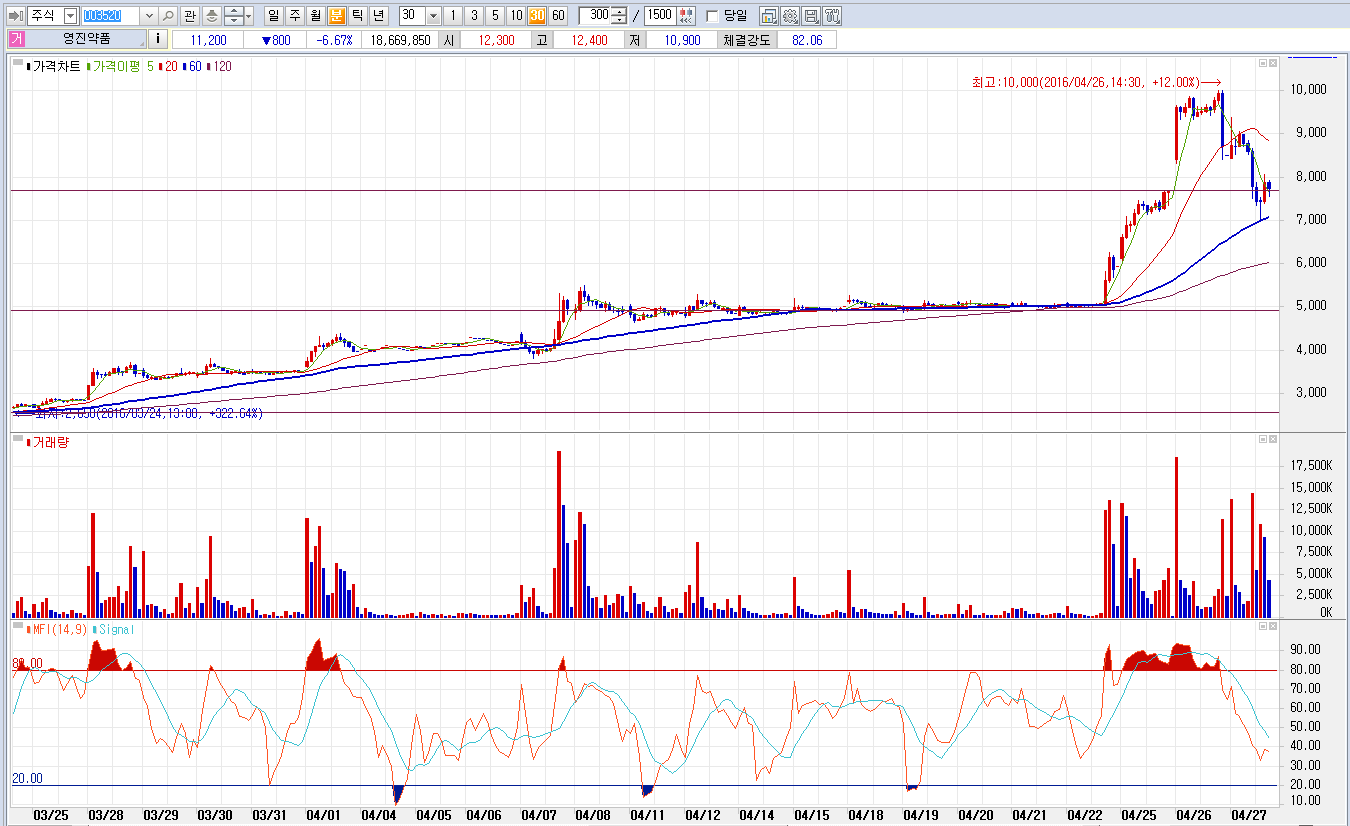 주식 003520 관 일 주 월 분 틱 년 30 1 3 5 10 30 60 300 / 1500 당일
거 영진약품 i 11,200 ▼800 -6.67% 18,669,850 시 12,300 고 12,400 저 10,900 체결강도 82.06
가격차트 가격이평 5 20 60 120
최고:10,000(2016/04/26,14:30, +12.00%)→
10,000
9,000
8,000
7,000
6,000
5,000
4,000
3,000
(2016/03/24,13:00, +322.64%)
거래량
17,500K
15,000K
12,500K
10,000K
7,500K
5,000K
2,500K
0K
MFI(14,9) Signal
90.00
80.00 80.00
70.00
60.00
50.00
40.00
30.00
20.00 20.00
10.00
03/25 03/28 03/29 03/30 03/31 04/01 04/04 04/05 04/07 04/08 04/11 04/12 04/14 04/15 04/18 04/19 04/20 04/21 04/22 04/25 04/26 04/27